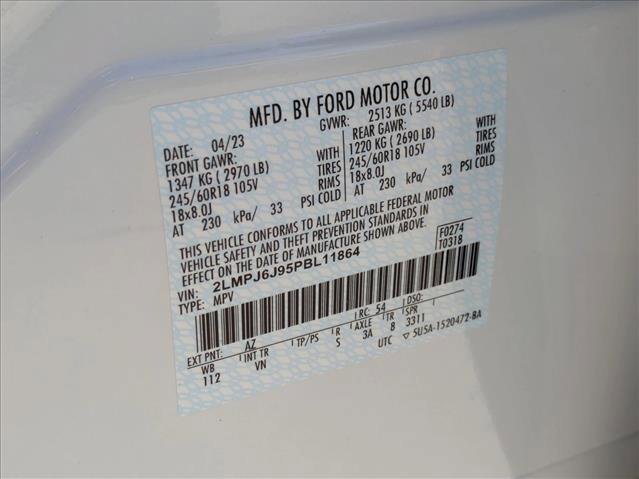 MFD. BY FORD MOTOR CO.
DATE: 04/23 GVWR: 2513 KG ( 5540 LB)
FRONT GAWR: REAR GAWR:
1347 KG ( 2970 LB) WITH 1220 KG ( 2690 LB) WITH
245/60R18 105V TIRES 245/60R18 105V TIRES
18x8.0J RIMS 18x8.0J RIMS
AT 230 kPa/ 33 PSI COLD AT 230 kPa/ 33 PSI COLD
THIS VEHICLE CONFORMS TO ALL APPLICABLE FEDERAL MOTOR
VEHICLE SAFETY AND THEFT PREVENTION STANDARDS IN
EFFECT ON THE DATE OF MANUFACTURE SHOWN ABOVE.
VIN: 2LMPJ6J95PBL11864 F0274
TYPE: MPV T0318
EXT PNT: AZ RC: 54 DSO:
WB INT TR TP/PS R AXLE TR SPR
112 VN S 3A 8 3311
UTC ▽ 5U5A-1520472-BA